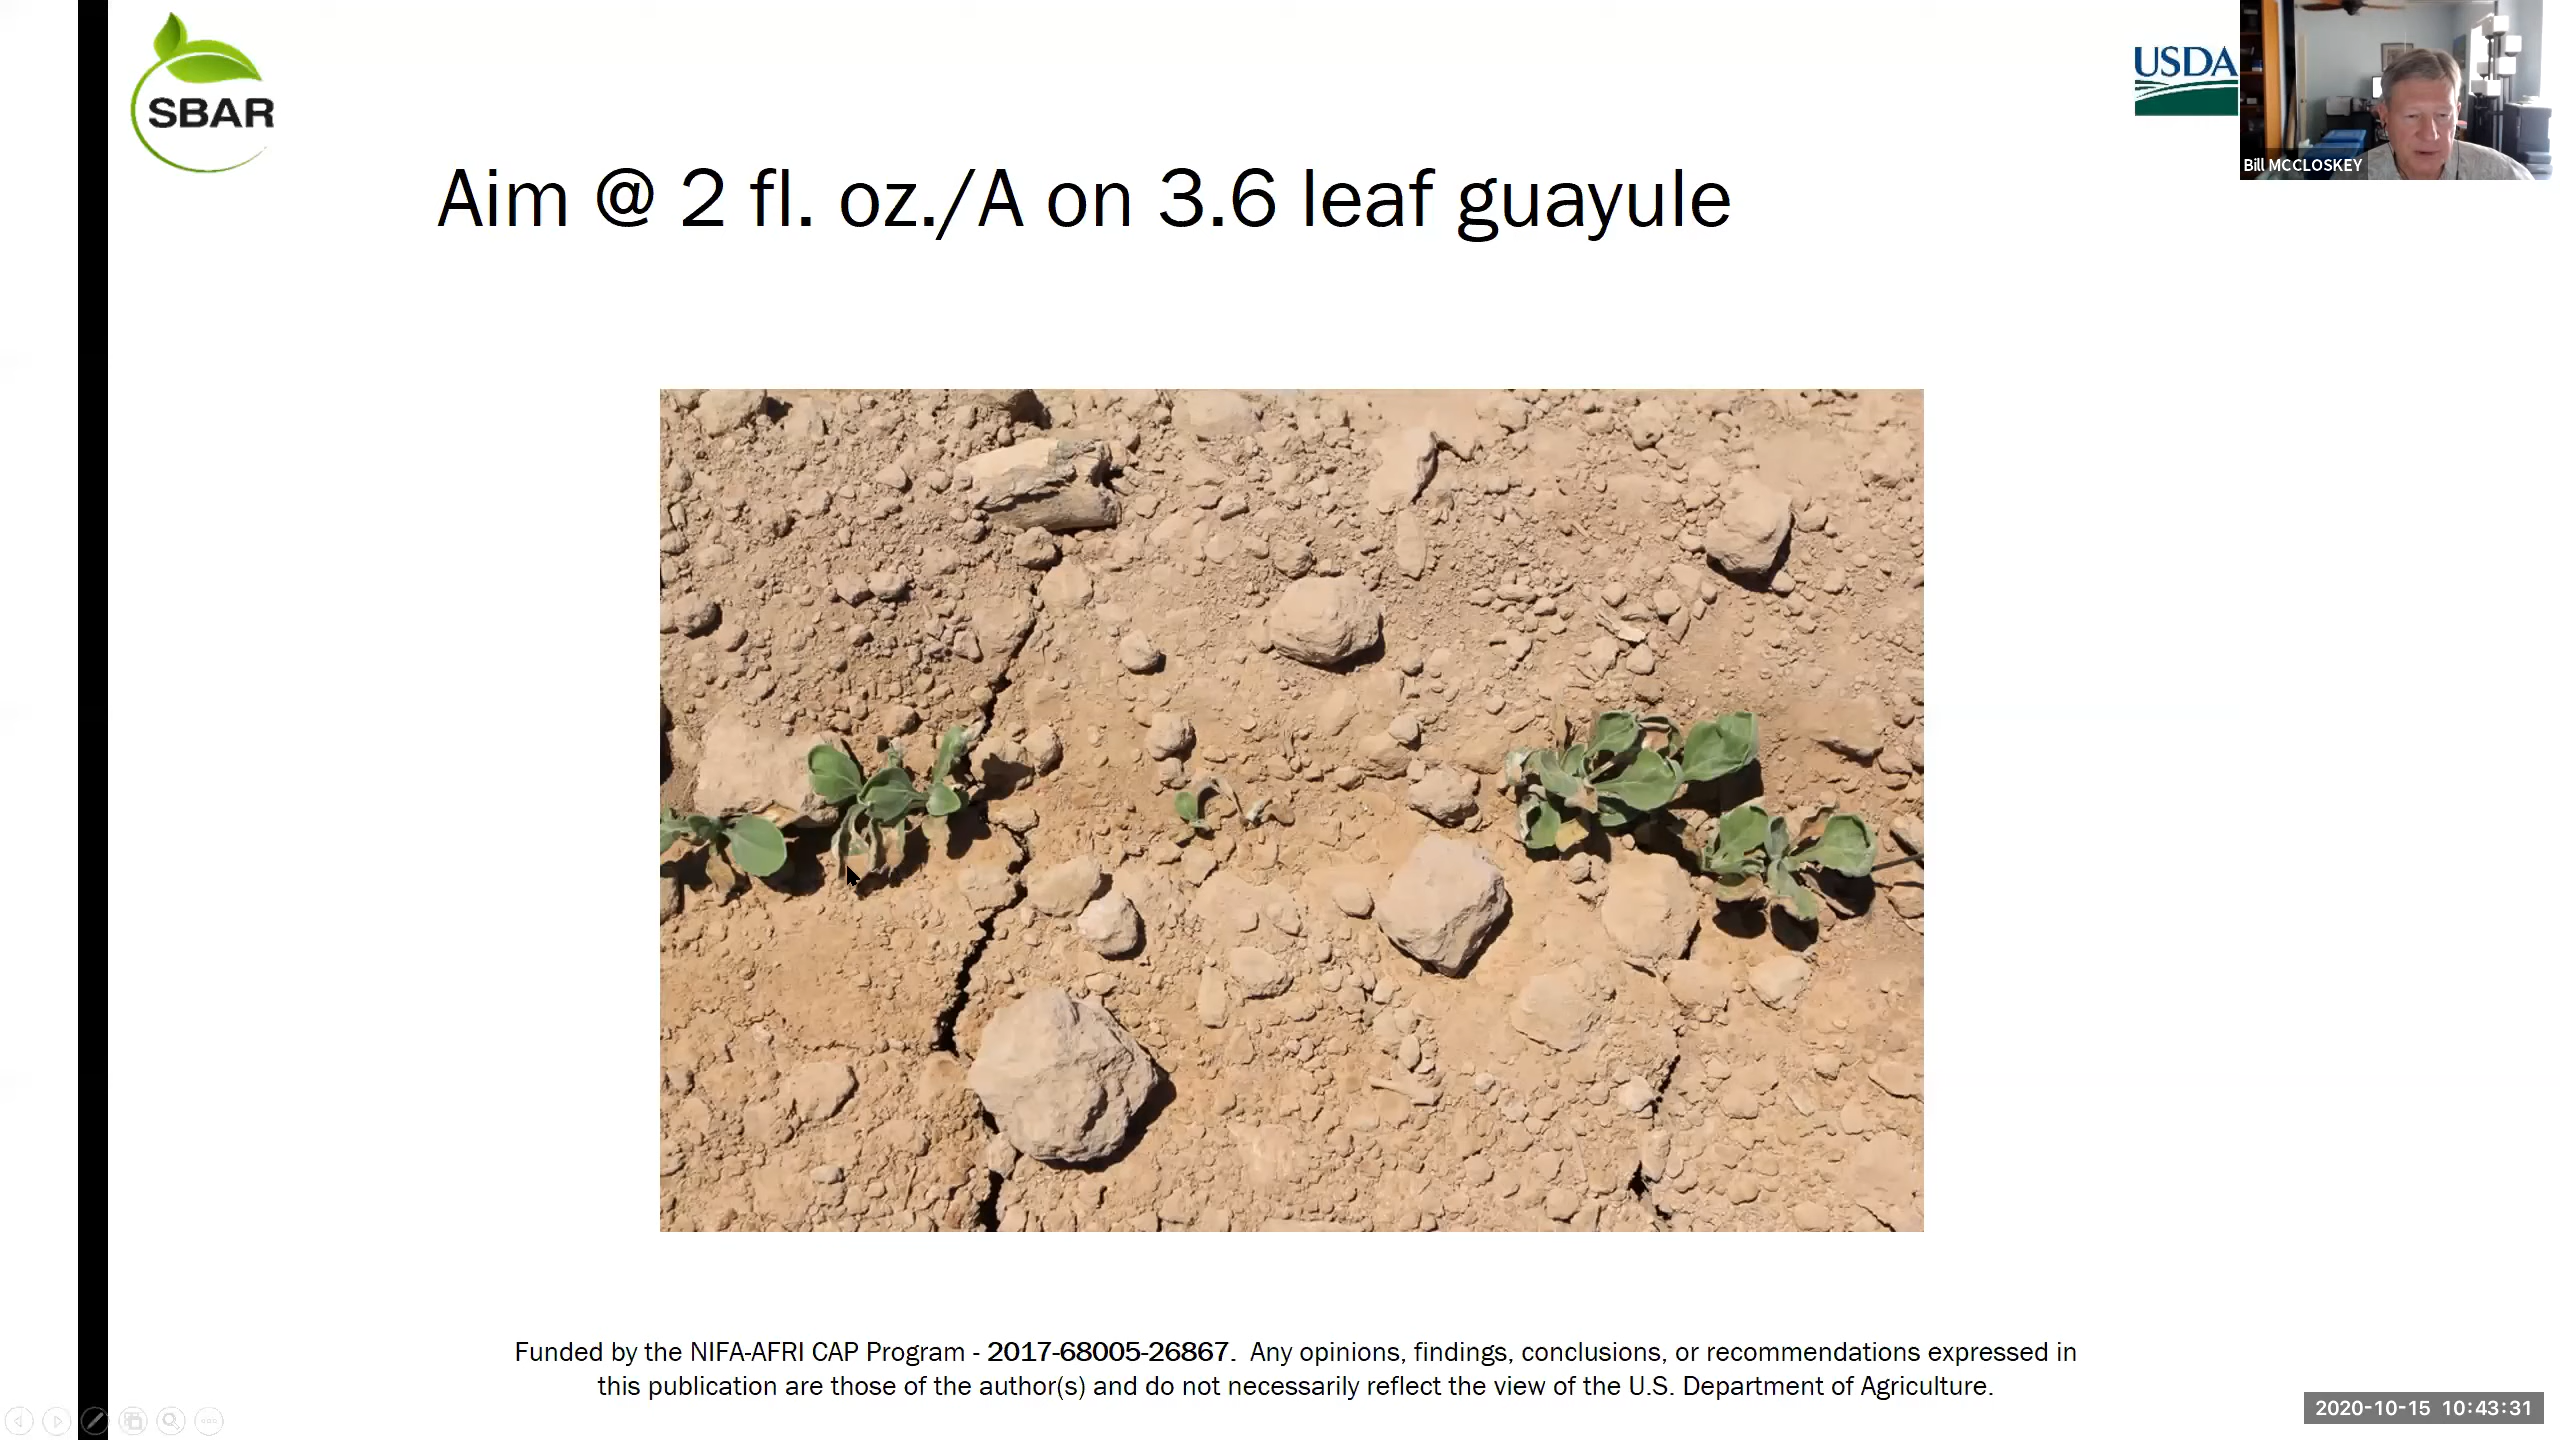 SBAR
USDA
Bill MCCLOSKEY
Aim @ 2 fl. oz./A on 3.6 leaf guayule
Funded by the NIFA-AFRI CAP Program - 2017-68005-26867.  Any opinions, findings, conclusions, or recommendations expressed in
this publication are those of the author(s) and do not necessarily reflect the view of the U.S. Department of Agriculture.
2020-10-15 10:43:31